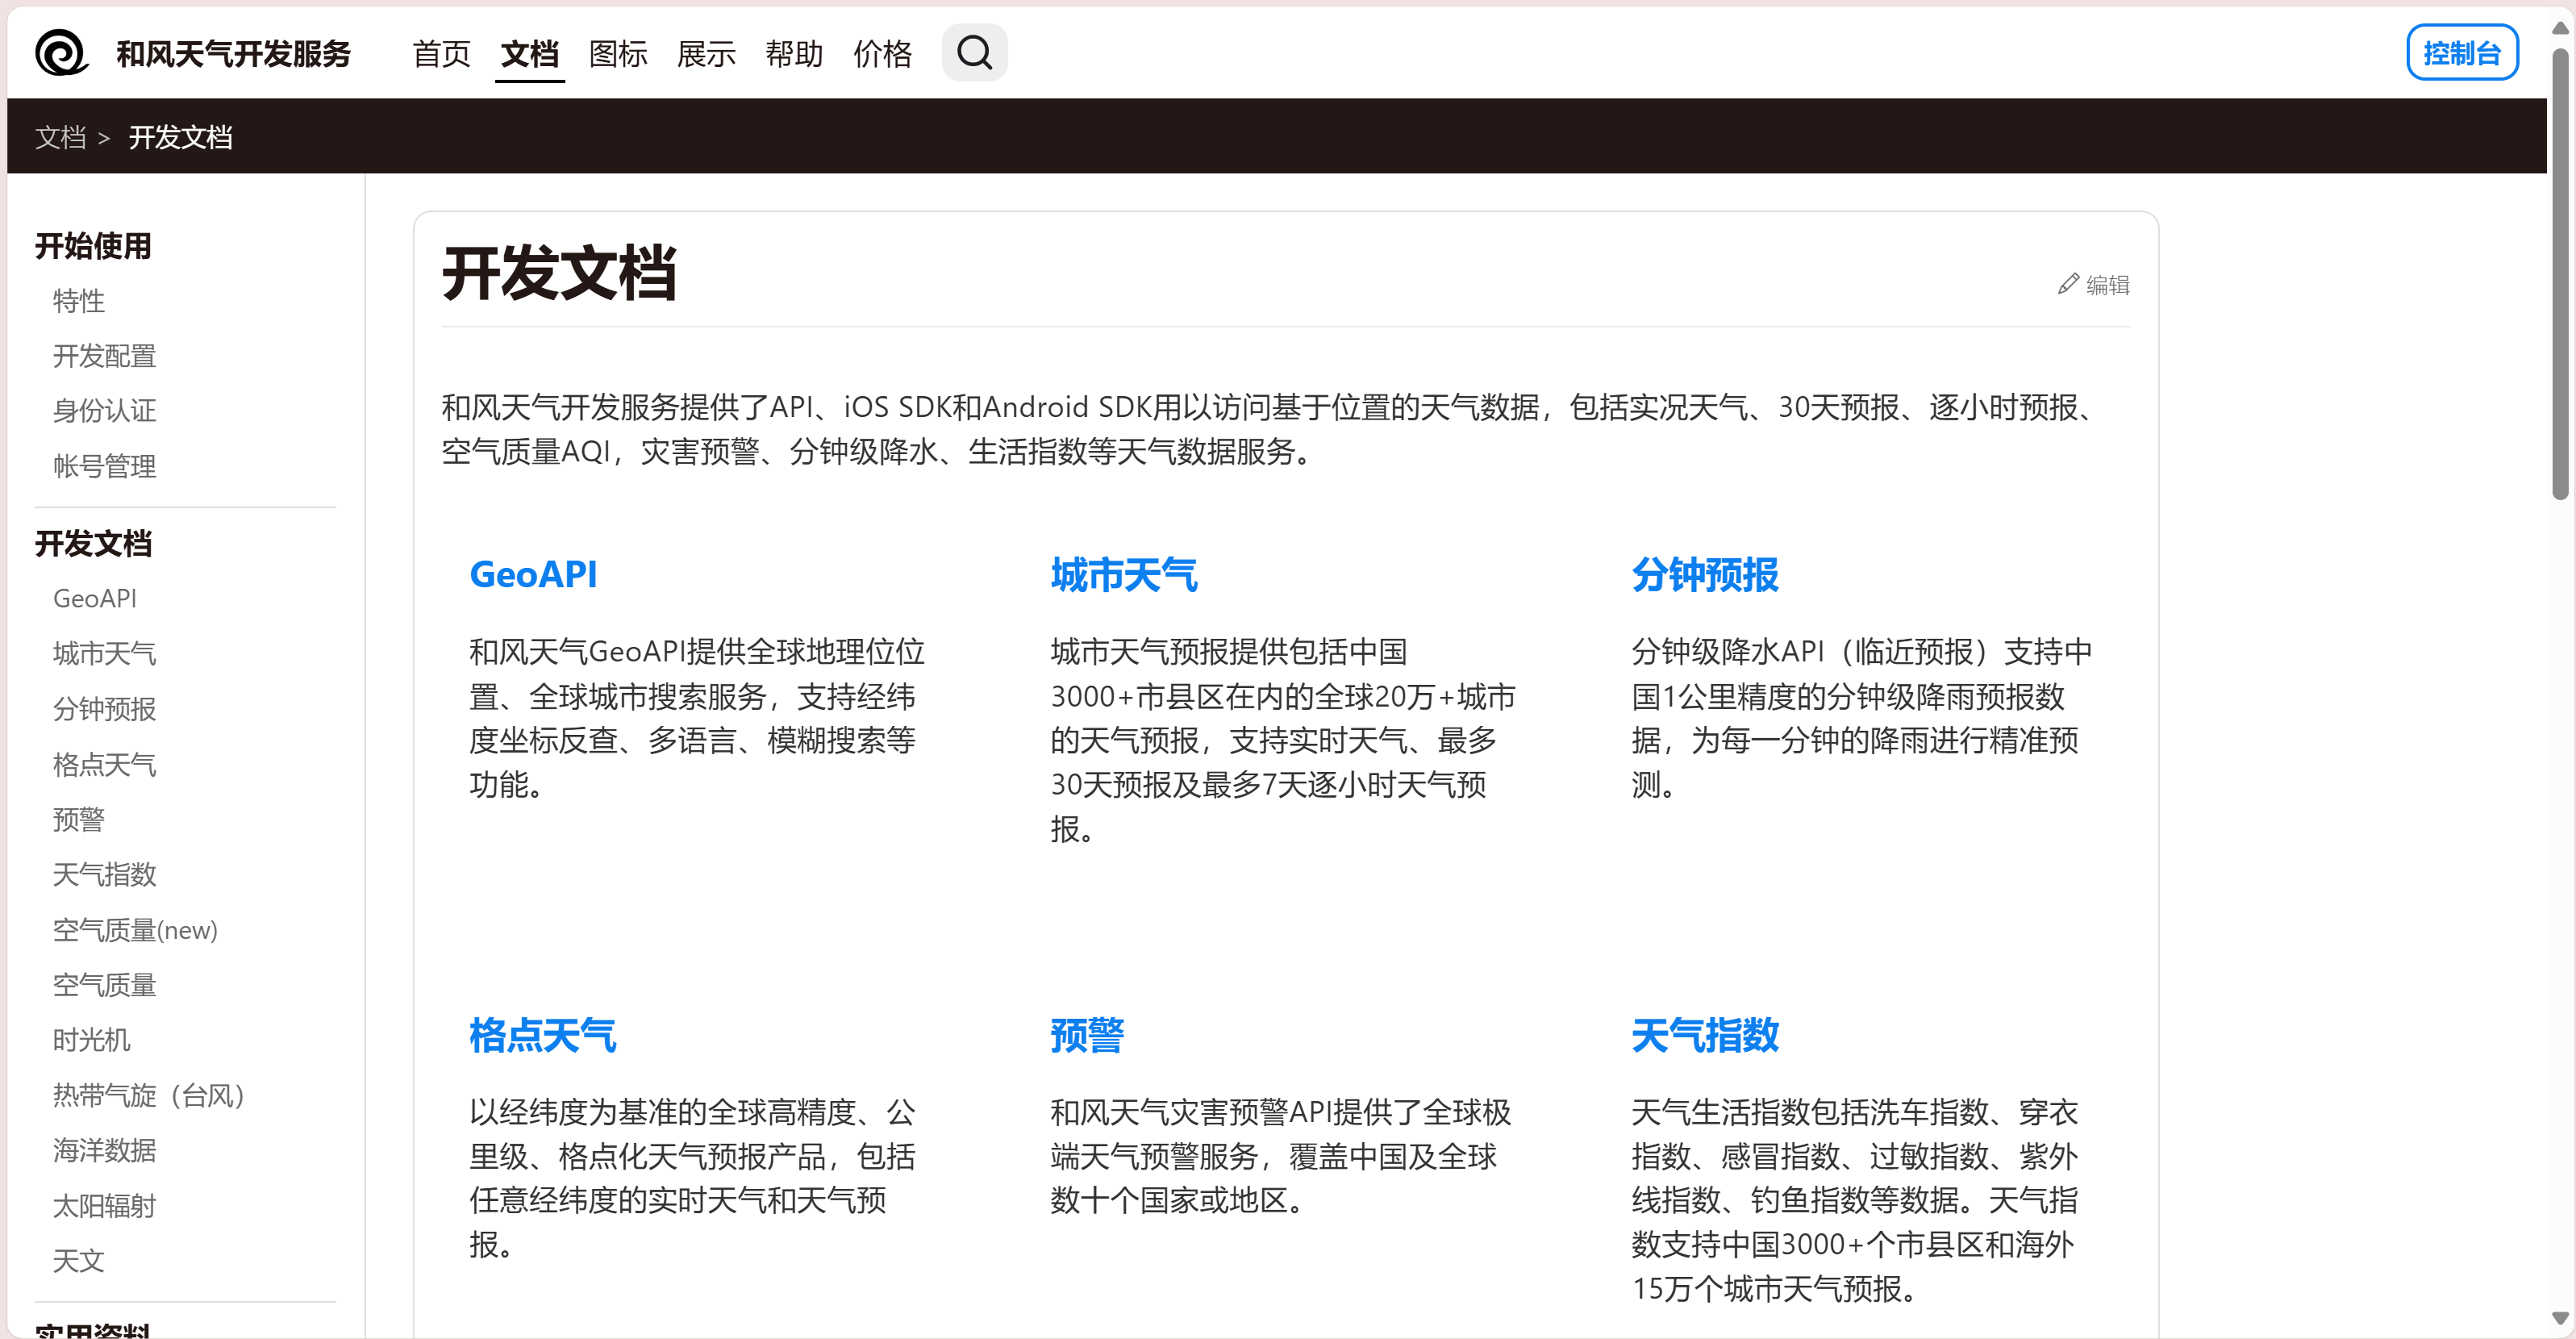 和风天气开发服务
首页 文档 图标 展示 帮助 价格
控制台
文档 > 开发文档
开始使用
特性
开发配置
身份认证
帐号管理
开发文档
GeoAPI
城市天气
分钟预报
格点天气
预警
天气指数
空气质量(new)
空气质量
时光机
热带气旋（台风）
海洋数据
太阳辐射
天文
实用资料
开发文档
编辑
和风天气开发服务提供了API、iOS SDK和Android SDK用以访问基于位置的天气数据，包括实况天气、30天预报、逐小时预报、
空气质量AQI，灾害预警、分钟级降水、生活指数等天气数据服务。
GeoAPI
和风天气GeoAPI提供全球地理位位
置、全球城市搜索服务，支持经纬
度坐标反查、多语言、模糊搜索等
功能。
城市天气
城市天气预报提供包括中国
3000+市县区在内的全球20万+城市
的天气预报，支持实时天气、最多
30天预报及最多7天逐小时天气预
报。
分钟预报
分钟级降水API（临近预报）支持中
国1公里精度的分钟级降雨预报数
据，为每一分钟的降雨进行精准预
测。
格点天气
以经纬度为基准的全球高精度、公
里级、格点化天气预报产品，包括
任意经纬度的实时天气和天气预
报。
预警
和风天气灾害预警API提供了全球极
端天气预警服务，覆盖中国及全球
数十个国家或地区。
天气指数
天气生活指数包括洗车指数、穿衣
指数、感冒指数、过敏指数、紫外
线指数、钓鱼指数等数据。天气指
数支持中国3000+个市县区和海外
15万个城市天气预报。